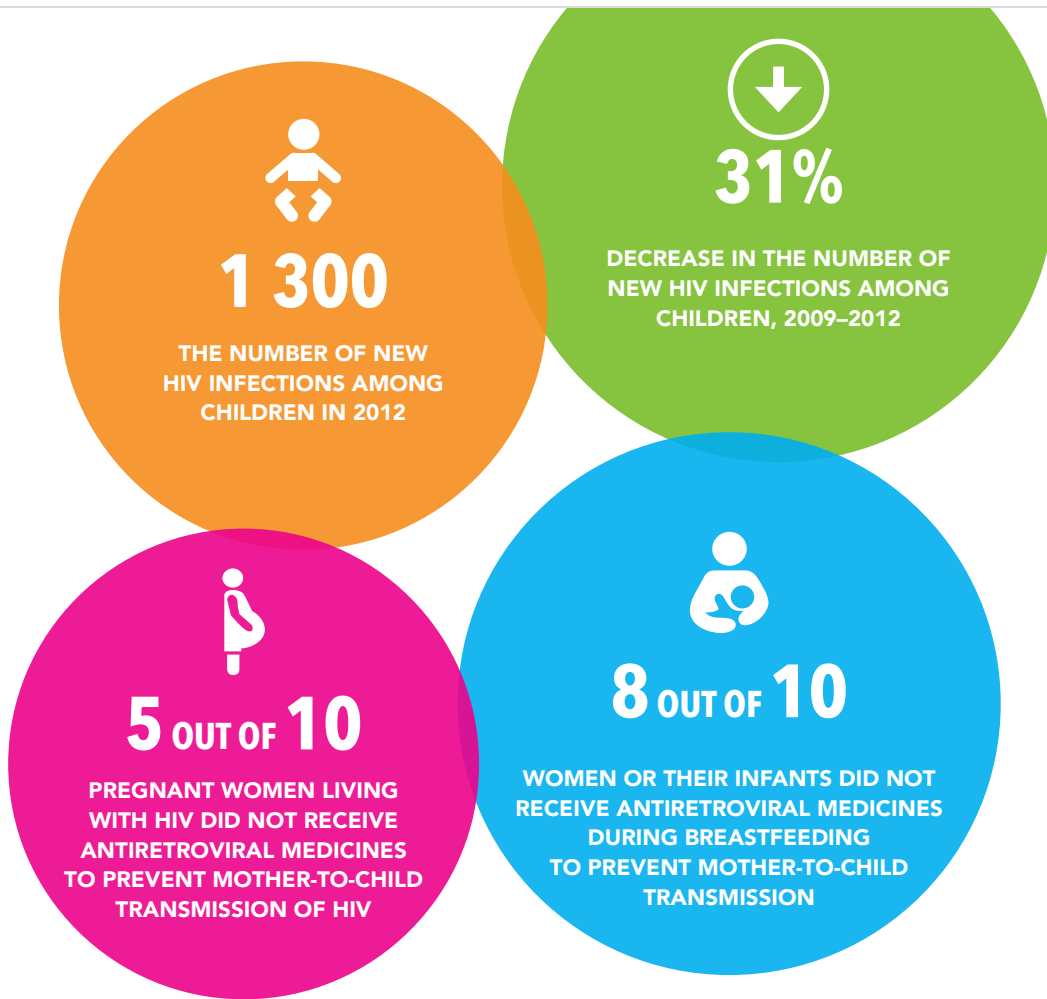 1 300
THE NUMBER OF NEW
HIV INFECTIONS AMONG
CHILDREN IN 2012
31%
DECREASE IN THE NUMBER OF
NEW HIV INFECTIONS AMONG
CHILDREN, 2009–2012
5 OUT OF 10
PREGNANT WOMEN LIVING
WITH HIV DID NOT RECEIVE
ANTIRETROVIRAL MEDICINES
TO PREVENT MOTHER-TO-CHILD
TRANSMISSION OF HIV
8 OUT OF 10
WOMEN OR THEIR INFANTS DID NOT
RECEIVE ANTIRETROVIRAL MEDICINES
DURING BREASTFEEDING
TO PREVENT MOTHER-TO-CHILD
TRANSMISSION